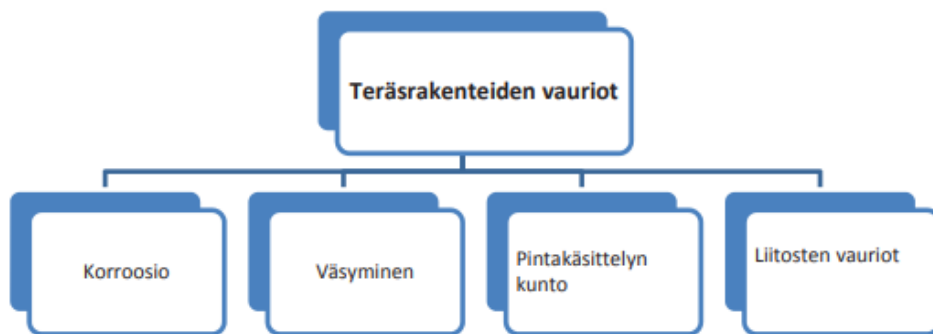 Teräsrakenteiden vauriot
Korroosio
Väsyminen
Pintakäsittelyn
kunto
Liitosten vauriot